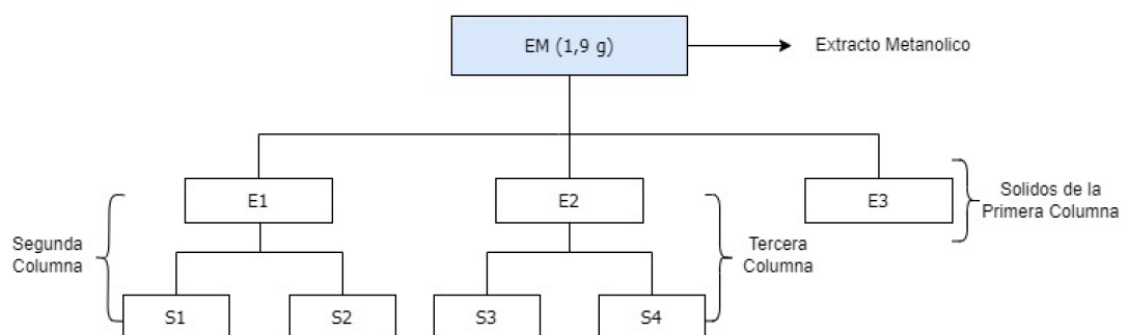 EM (1,9 g)
Extracto Metanolico
E1
E2
E3
Solidos de la
Primera Columna
Segunda
Columna
Tercera
Columna
S1
S2
S3
S4